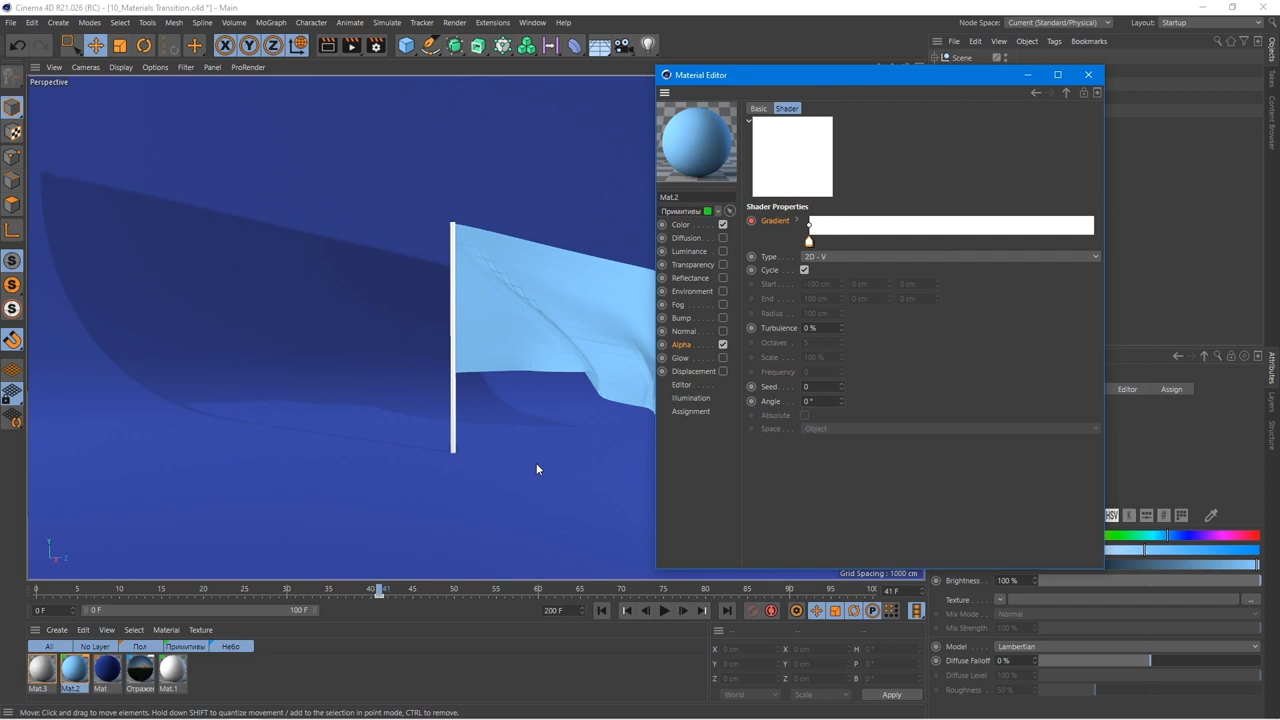 Cinema 4D R21.026 (RC) - [10_Materials Transition.c4d *] - Main
File Edit Create Modes Select Tools Mesh Spline Volume MoGraph Character Animate Simulate Tracker Render Extensions Window Help Node Space: Current (Standard/Physical) Layout: Startup
X Y Z File Edit View Object Tags Bookmarks
View Cameras Display Options Filter Panel ProRender Scene
Perspective
Material Editor
Basic Shader
Mat.2
Shader Properties
Примитивы
Gradient
Color . . . . .
Diffusion . .
Luminance .
Type . . . . 2D - V
Transparency
Cycle . . . .
Reflectance
Start . . . . -100 cm 0 cm 0 cm
Environment
End . . . . 100 cm 0 cm 0 cm
Fog . . . . . .
Radius . . . 100 cm
Bump . . . .
Turbulence 0 %
Normal . . . .
Octaves . . 5
Alpha . . . . .
Scale . . . . 100 %
Glow . . . . .
Frequency 0
Displacement
Seed . . . . 0
Editor . . . . .
Editor Assign
Illumination
Angle . . . 0 °
Assignment
Absolute
Space . . . Object
HSV K #
Objects
Takes
Content Browser
Attributes
Layers
Structure
Y
Z
X
Grid Spacing : 1000 cm
0 5 10 15 20 25 30 35 40 41 45 50 55 60 65 70 75 80 85 90 95 100 41 F
0 F 0 F 100 F 200 F
Brightness . . 100 %
Texture . . . ...
Mix Mode . . Normal
Mix Strength 100 %
Model . . . . Lambertian
Diffuse Falloff 0 %
Diffuse Level 100 %
Roughness . . 50 %
Create Edit View Select Material Texture
All No Layer Пол Примитивы Небо
Mat.3 Mat.2 Mat Отраже Mat.1
-- -- --
X 0 cm X 0 cm H 0 °
Y 0 cm Y 0 cm P 0 °
Z 0 cm Z 0 cm B 0 °
World Scale Apply
Move: Click and drag to move elements. Hold down SHIFT to quantize movement / add to the selection in point mode, CTRL to remove.